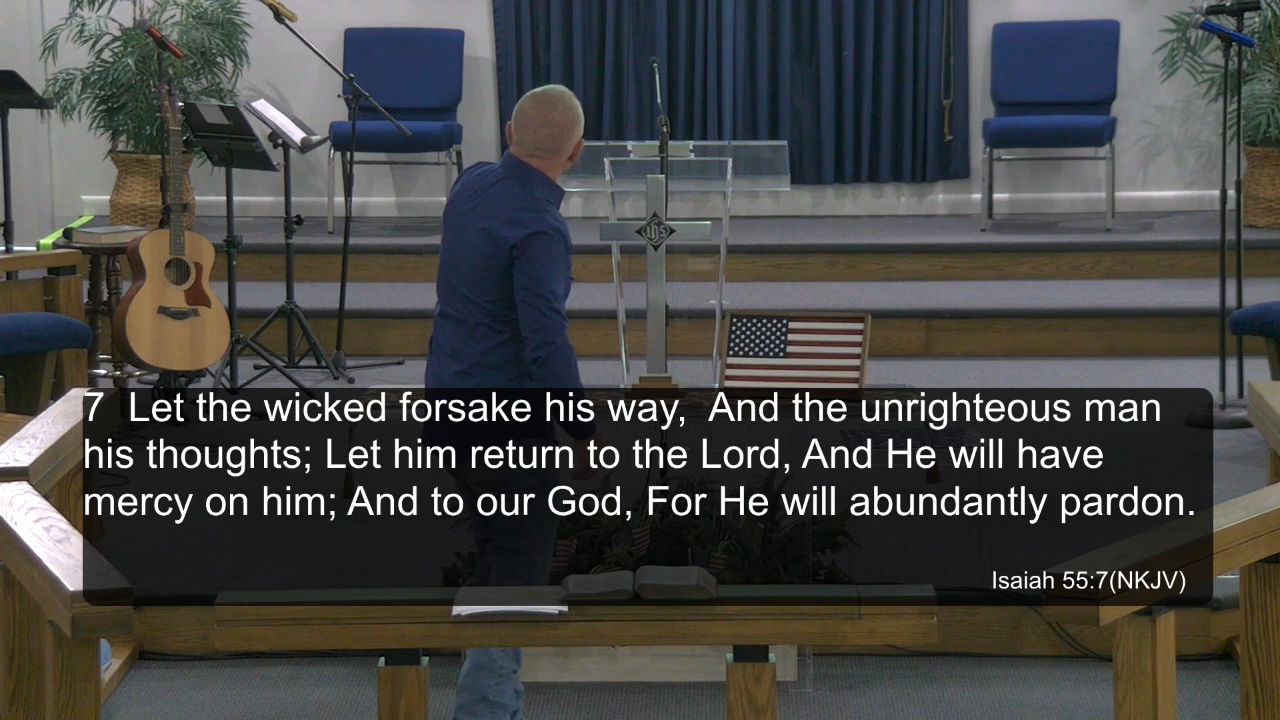 IHS
7 Let the wicked forsake his way, And the unrighteous man
his thoughts; Let him return to the Lord, And He will have
mercy on him; And to our God, For He will abundantly pardon.
Isaiah 55:7(NKJV)